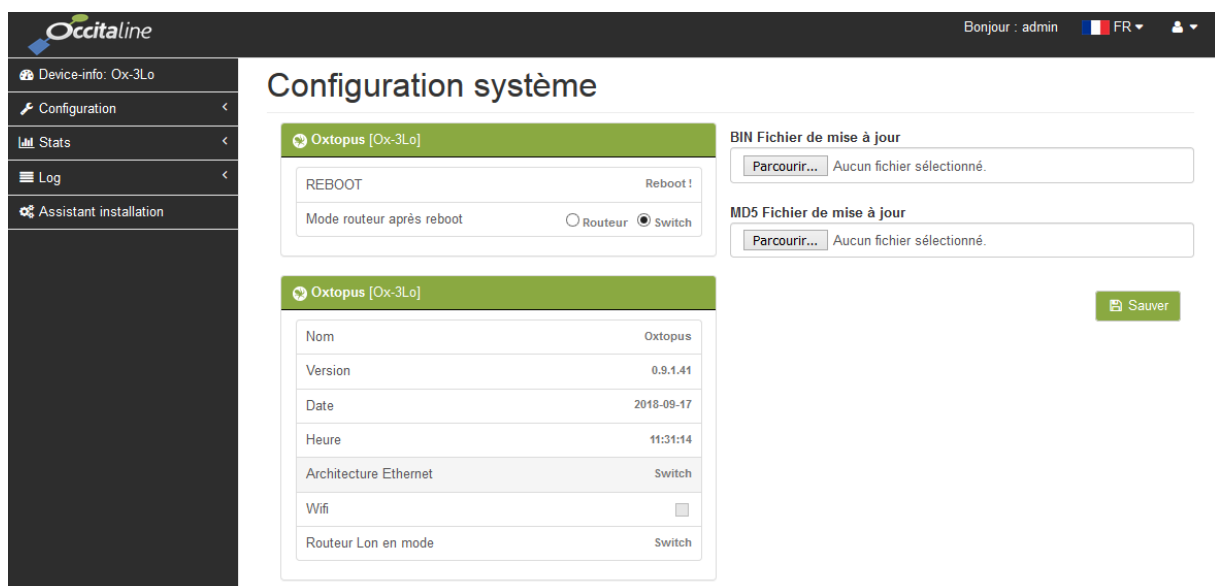 Occitaline
Bonjour : admin FR
Device-info: Ox-3Lo
Configuration
Stats
Log
Assistant installation
Configuration système
Oxtopus [Ox-3Lo]
REBOOT Reboot !
Mode routeur après reboot Routeur Switch
BIN Fichier de mise à jour
Parcourir... Aucun fichier sélectionné.
MD5 Fichier de mise à jour
Parcourir... Aucun fichier sélectionné.
Sauver
Oxtopus [Ox-3Lo]
Nom Oxtopus
Version 0.9.1.41
Date 2018-09-17
Heure 11:31:14
Architecture Ethernet Switch
Wifi
Routeur Lon en mode Switch